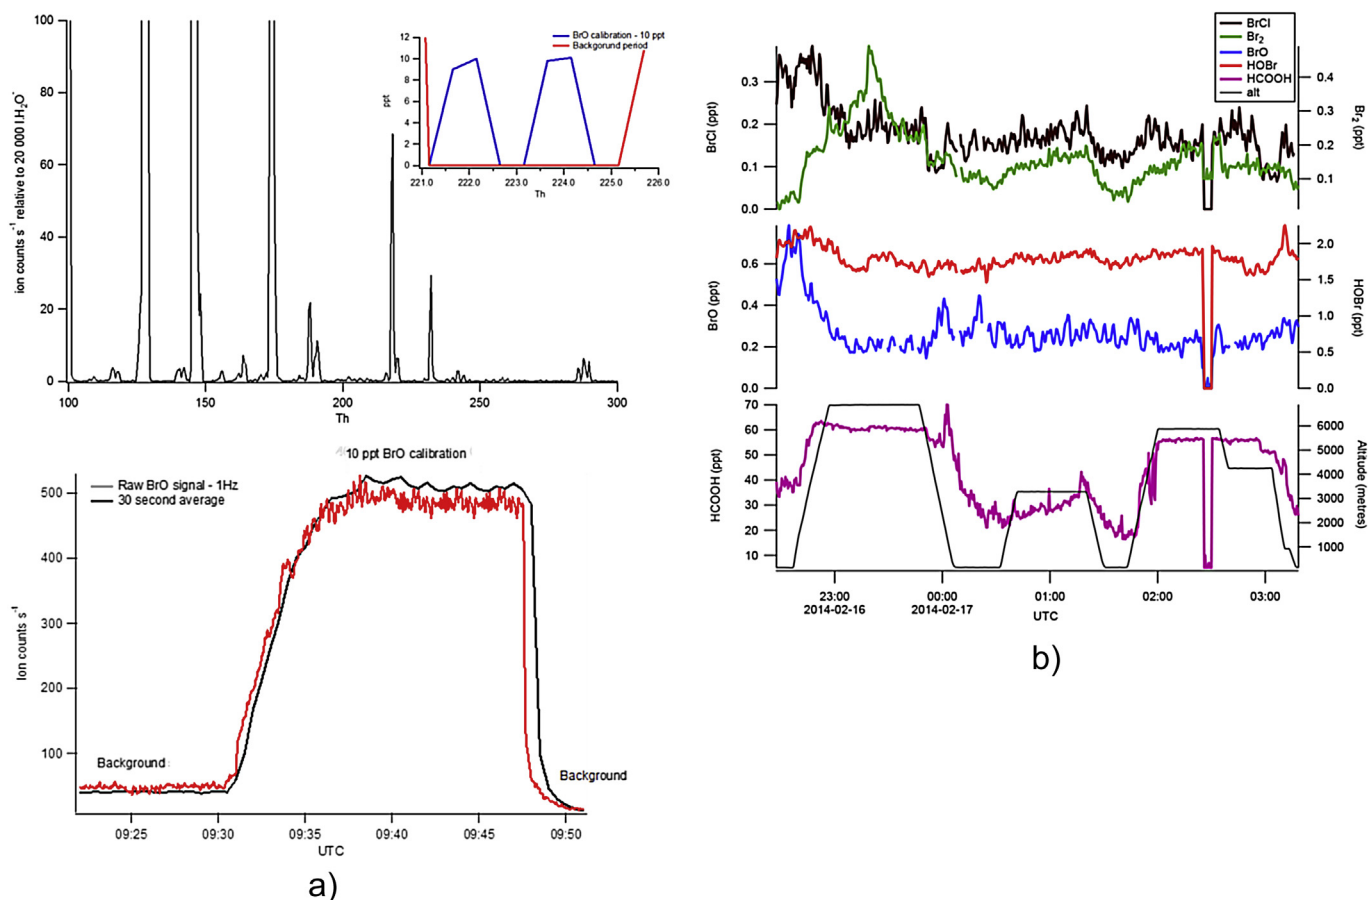 100
80
60
40
20
0
ion counts s⁻¹ relative to 20 000 I.H₂O⁻
100
150
200
250
300
Th
BrO calibration - 10 ppt
Backgorund period
12
10
8
6
4
2
0
ppt
221.0
222.0
223.0
224.0
225.0
226.0
Th
10 ppt BrO calibration
Raw BrO signal - 1Hz
30 second average
500
400
300
200
100
Ion counts s⁻¹
Background
Background
09:25
09:30
09:35
09:40
09:45
09:50
UTC
a)
BrCl
Br₂
BrO
HOBr
HCOOH
alt
0.3
0.2
0.1
0.0
BrCl (ppt)
0.4
0.3
0.2
0.1
Br₂ (ppt)
0.6
0.4
0.2
0.0
BrO (ppt)
2.0
1.5
1.0
0.5
0.0
HOBr (ppt)
70
60
50
40
30
20
10
HCOOH (ppt)
6000
5000
4000
3000
2000
1000
Altitude (metres)
23:00
2014-02-16
00:00
2014-02-17
01:00
02:00
03:00
UTC
b)